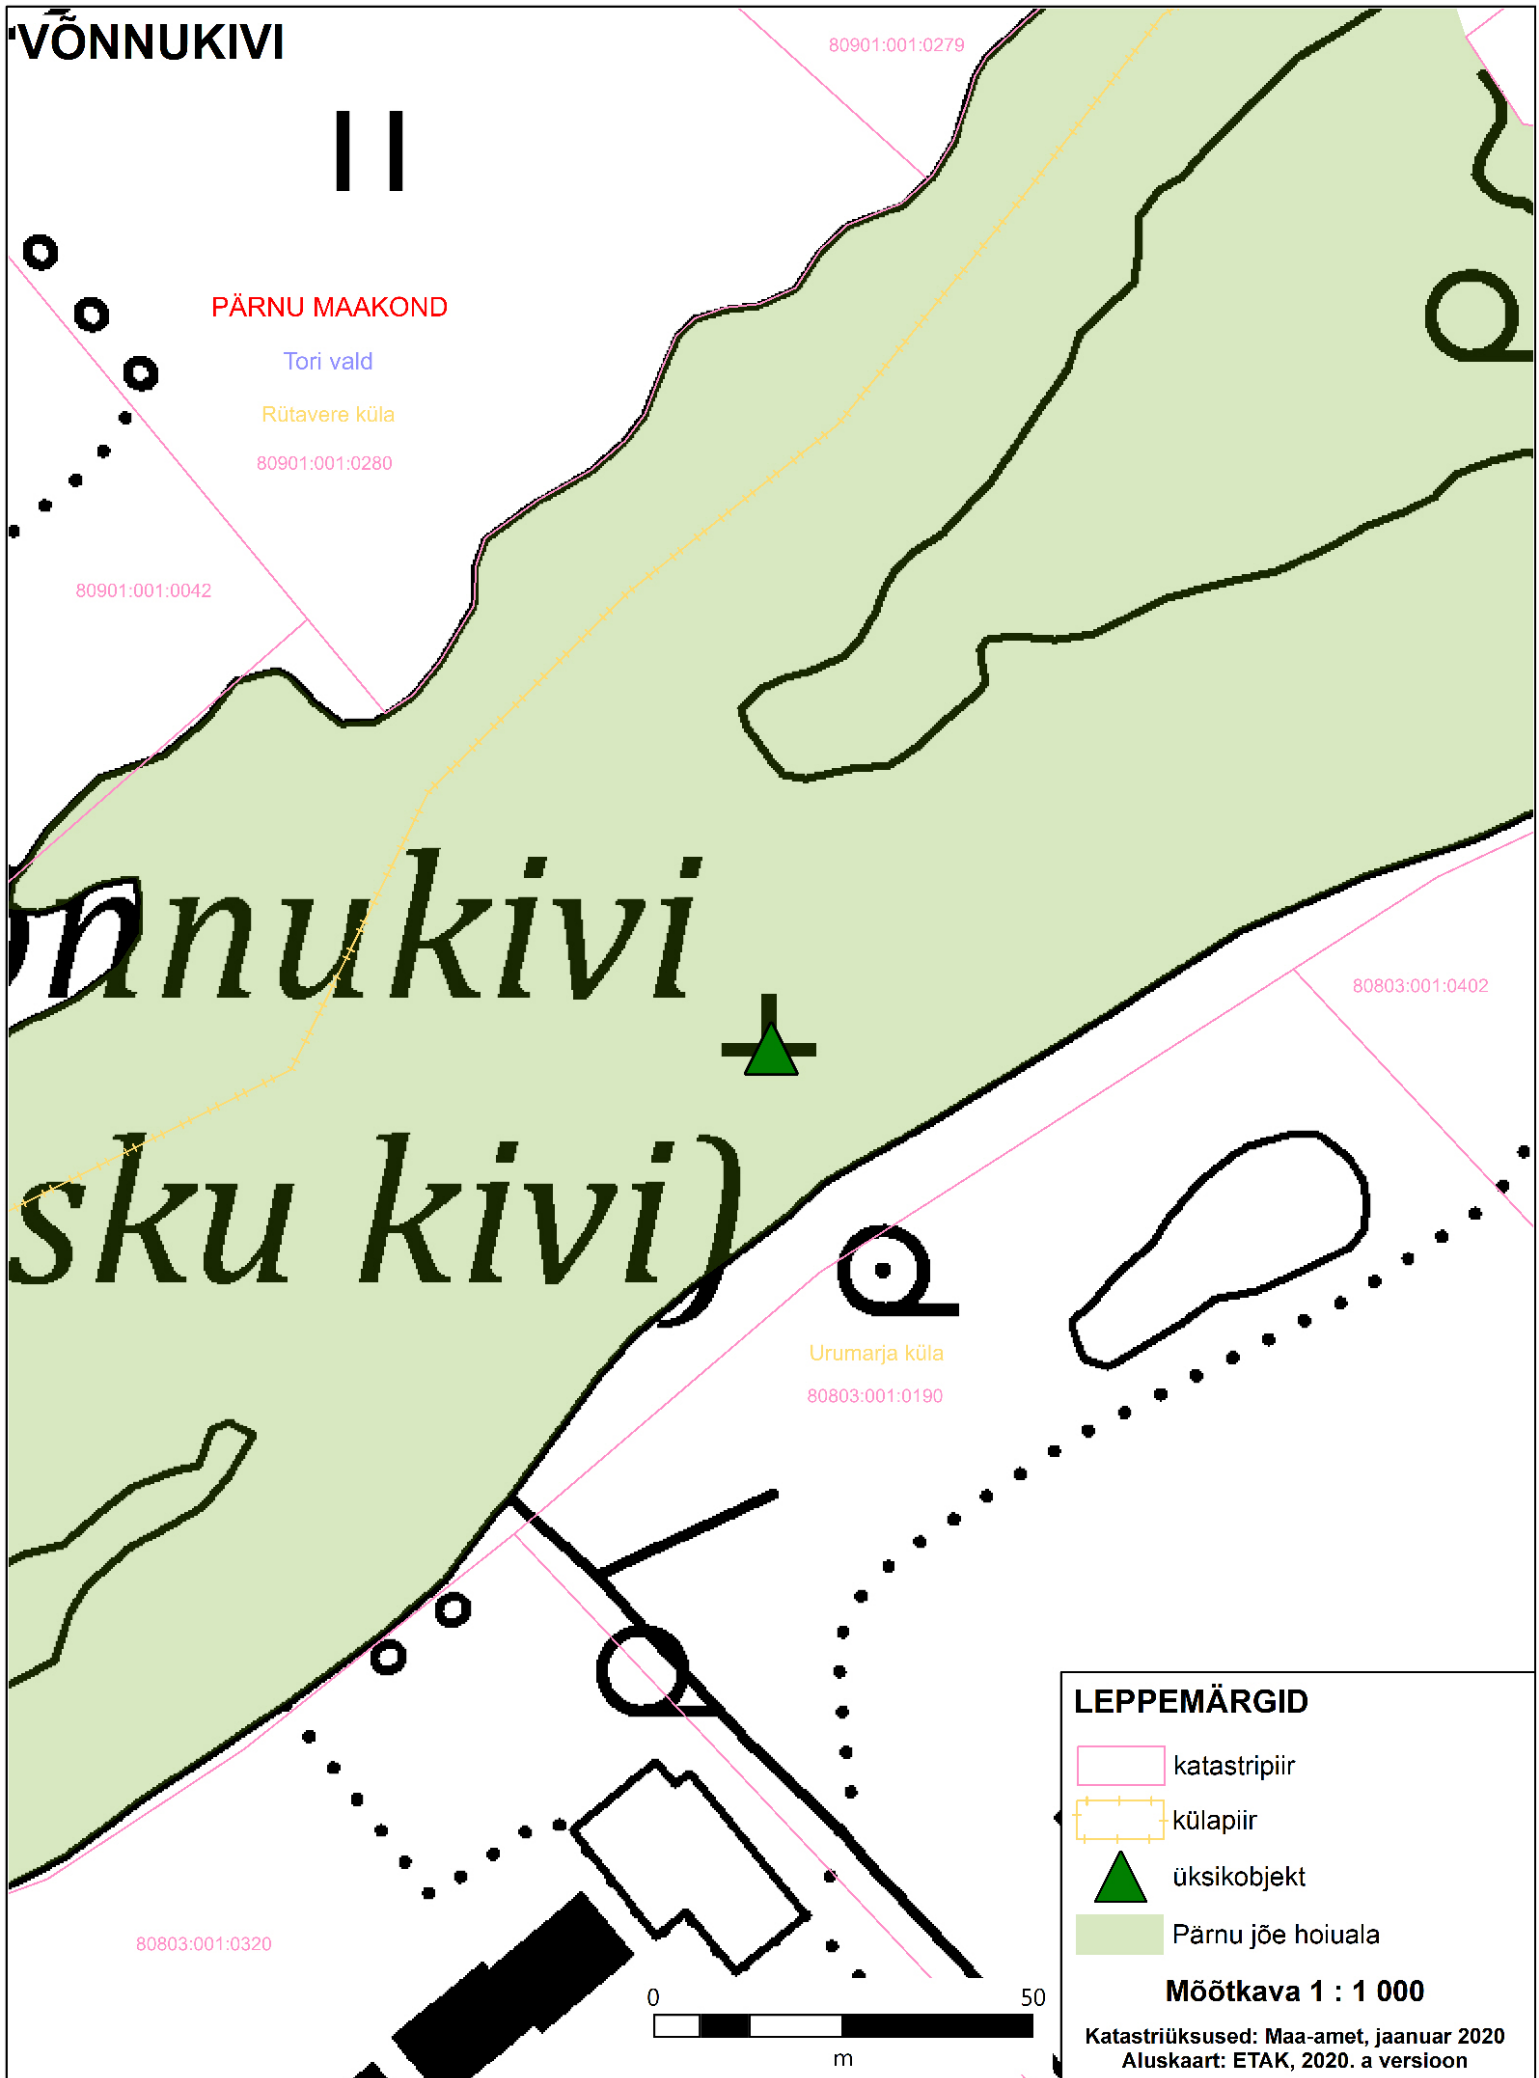 VÕNNUKIVI
80901:001:0279
PÄRNU MAAKOND
Tori vald
Rütavere küla
80901:001:0280
80901:001:0042
nnukivi
80803:001:0402
sku kivi)
Urumarja küla
80803:001:0190
80803:001:0320
0 50
m
LEPPEMÄRGID
katastripiir
külapiir
üksikobjekt
Pärnu jõe hoiuala
Mõõtkava 1 : 1 000
Katastriüksused: Maa-amet, jaanuar 2020
Aluskaart: ETAK, 2020. a versioon